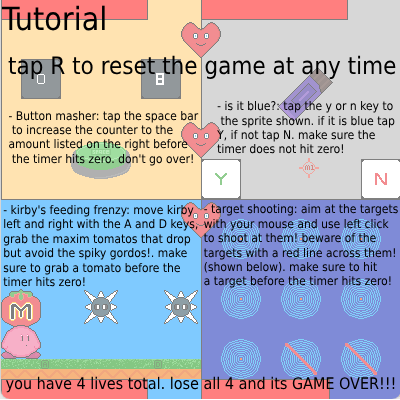 Tutorial
tap R to reset the game at any time
0
8
- Button masher: tap the space bar
to increase the counter to the
amount listed on the right before
the timer hits zero. don't go over!
- is it blue?: tap the y or n key to
the sprite shown. if it is blue tap
Y, if not tap N. make sure the
timer does not hit zero!
m1
Y
N
- kirby's feeding frenzy: move kirby
left and right with the A and D keys,
grab the maxim tomatos that drop
but avoid the spiky gordos!. make
sure to grab a tomato before the
timer hits zero!
M
- target shooting: aim at the targets
with your mouse and use left click
to shoot at them! beware of the
targets with a red line across them!
(shown below). make sure to hit
a target before the timer hits zero!
you have 4 lives total. lose all 4 and its GAME OVER!!!